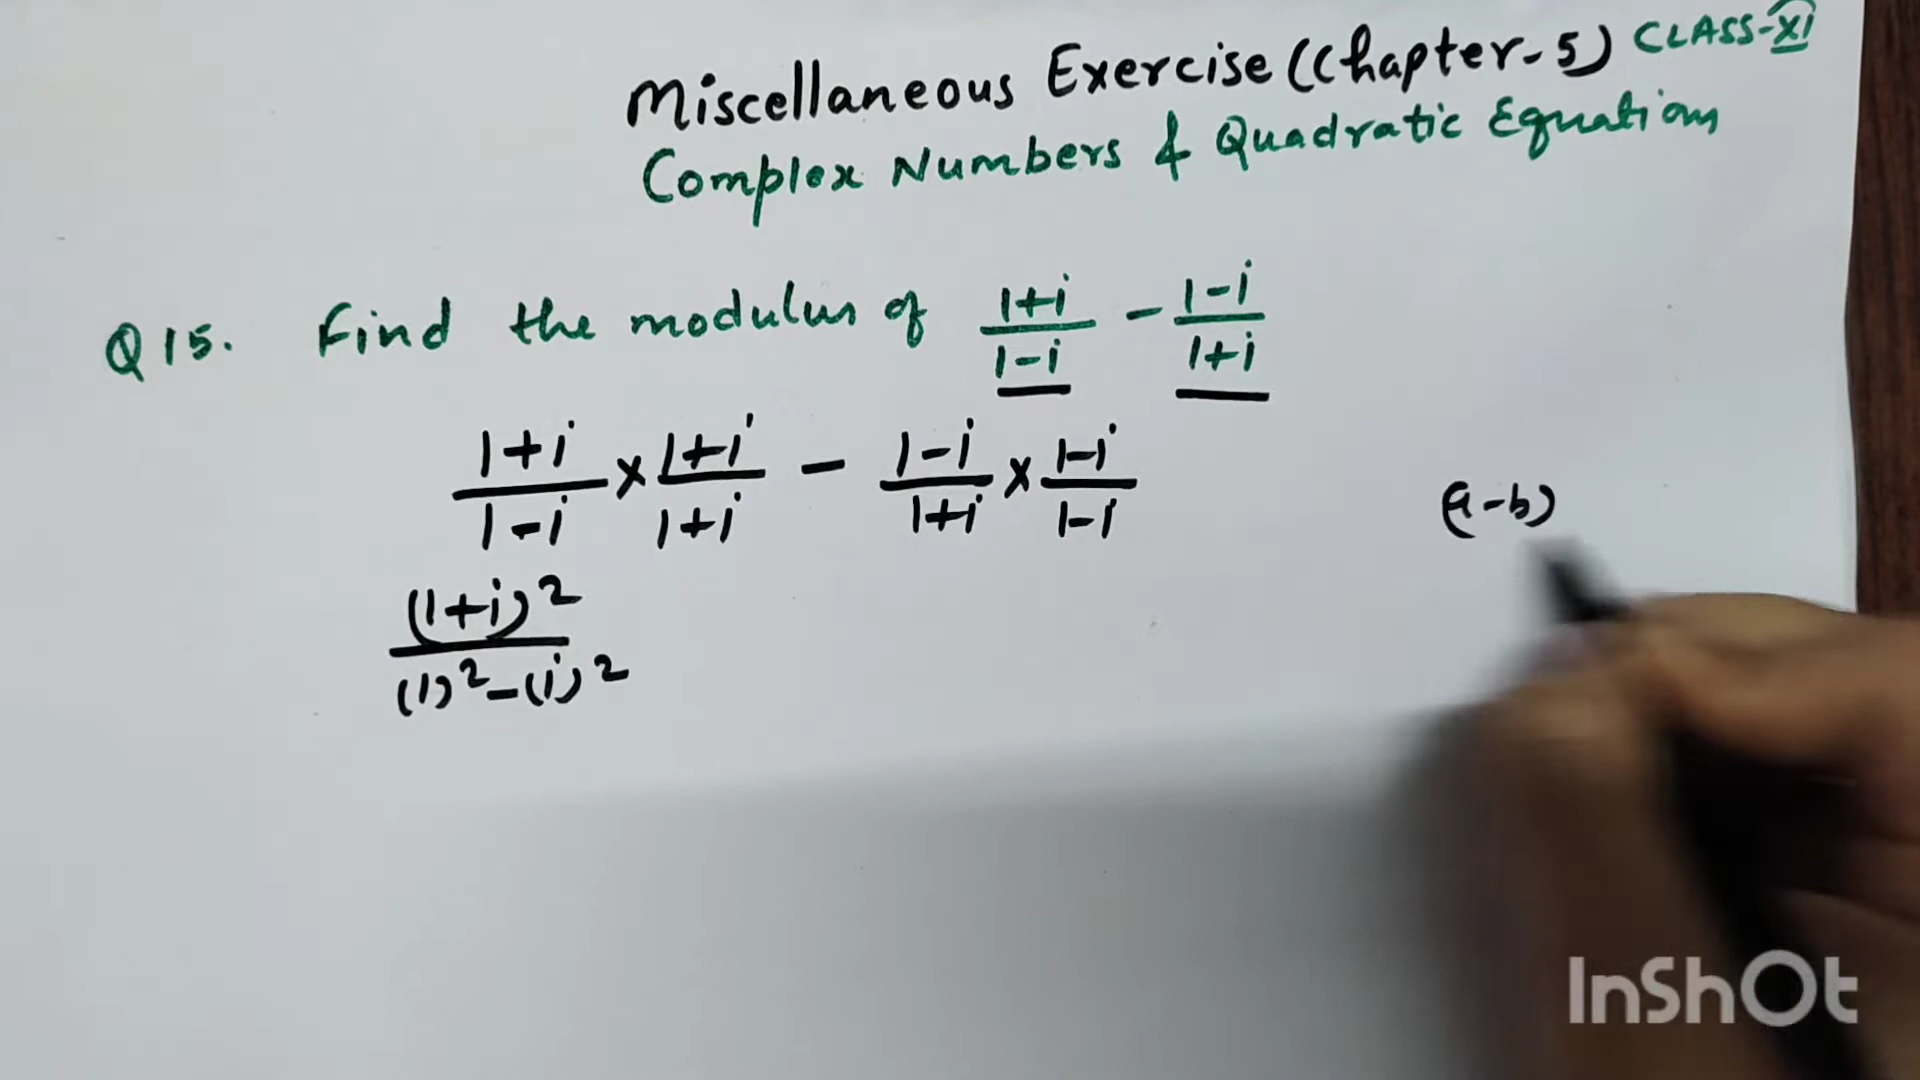 Miscellaneous Exercise (Chapter-5) CLASS-XI
Complex Numbers & Quadratic Equations
Q15. Find the modulus of (1+i)/(1-i) - (1-i)/(1+i)
(1+i)/(1-i) × (1+i)/(1+i) - (1-i)/(1+i) × (1-i)/(1-i)
(a-b)
(1+i)²/((1)²-(i)²)
InShOt